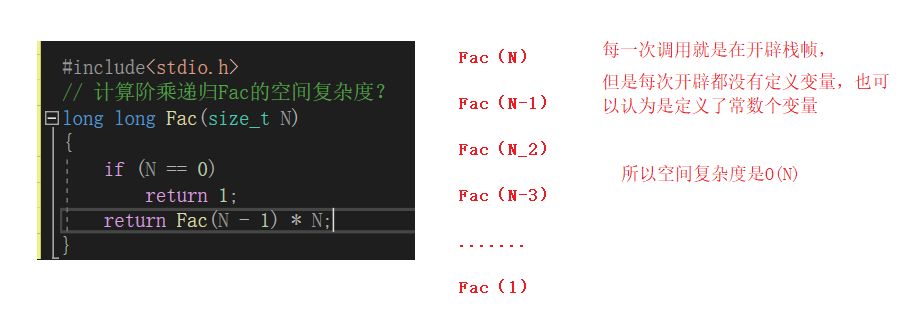 #include<stdio.h>
// 计算阶乘递归Fac的空间复杂度?
long long Fac(size_t N)
{
if (N == 0)
return 1;
return Fac(N - 1) * N;
}
Fac（N）
Fac（N-1）
Fac（N_2）
Fac（N-3）
.......
Fac（1）
每一次调用就是在开辟栈帧，
但是每次开辟都没有定义变量，也可
以认为是定义了常数个变量
所以空间复杂度是O(N)